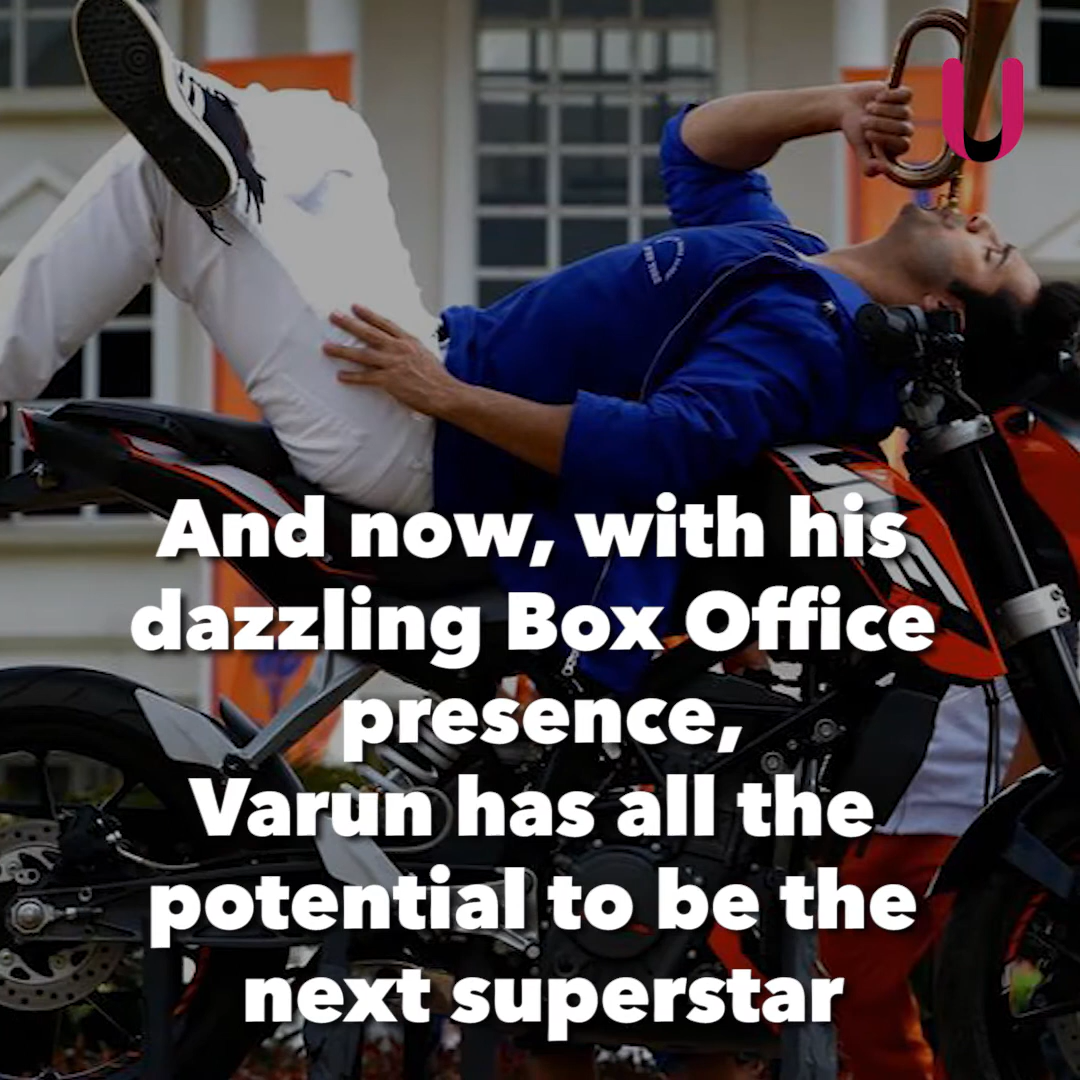 U
And now, with his
dazzling Box Office
presence,
Varun has all the
potential to be the
next superstar